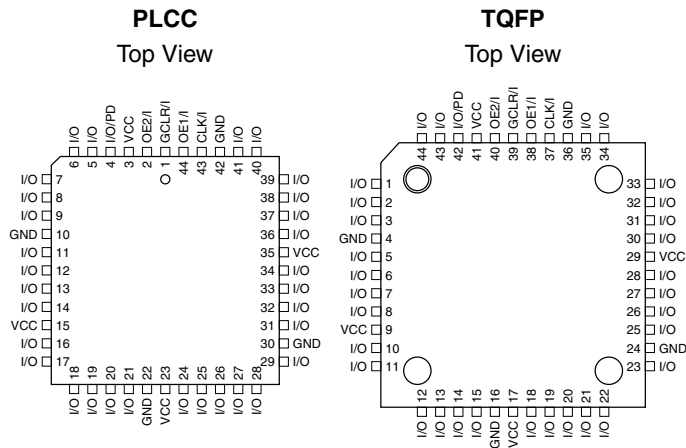 PLCC
Top View
I/O I/O I/O/PD VCC OE2/I GCLR/I OE1/I CLK/I GND I/O I/O
6 5 4 3 2 1 44 43 42 41 40
I/O 7 39 I/O
I/O 8 38 I/O
I/O 9 37 I/O
GND 10 36 I/O
I/O 11 35 VCC
I/O 12 34 I/O
I/O 13 33 I/O
I/O 14 32 I/O
VCC 15 31 I/O
I/O 16 30 GND
I/O 17 29 I/O
18 19 20 21 22 23 24 25 26 27 28
I/O I/O I/O I/O GND VCC I/O I/O I/O I/O I/O
TQFP
Top View
I/O I/O I/O/PD VCC OE2/I GCLR/I OE1/I CLK/I GND I/O I/O
44 43 42 41 40 39 38 37 36 35 34
I/O 1 33 I/O
I/O 2 32 I/O
I/O 3 31 I/O
GND 4 30 I/O
I/O 5 29 VCC
I/O 6 28 I/O
I/O 7 27 I/O
I/O 8 26 I/O
VCC 9 25 I/O
I/O 10 24 GND
I/O 11 23 I/O
12 13 14 15 16 17 18 19 20 21 22
I/O I/O I/O I/O GND VCC I/O I/O I/O I/O I/O